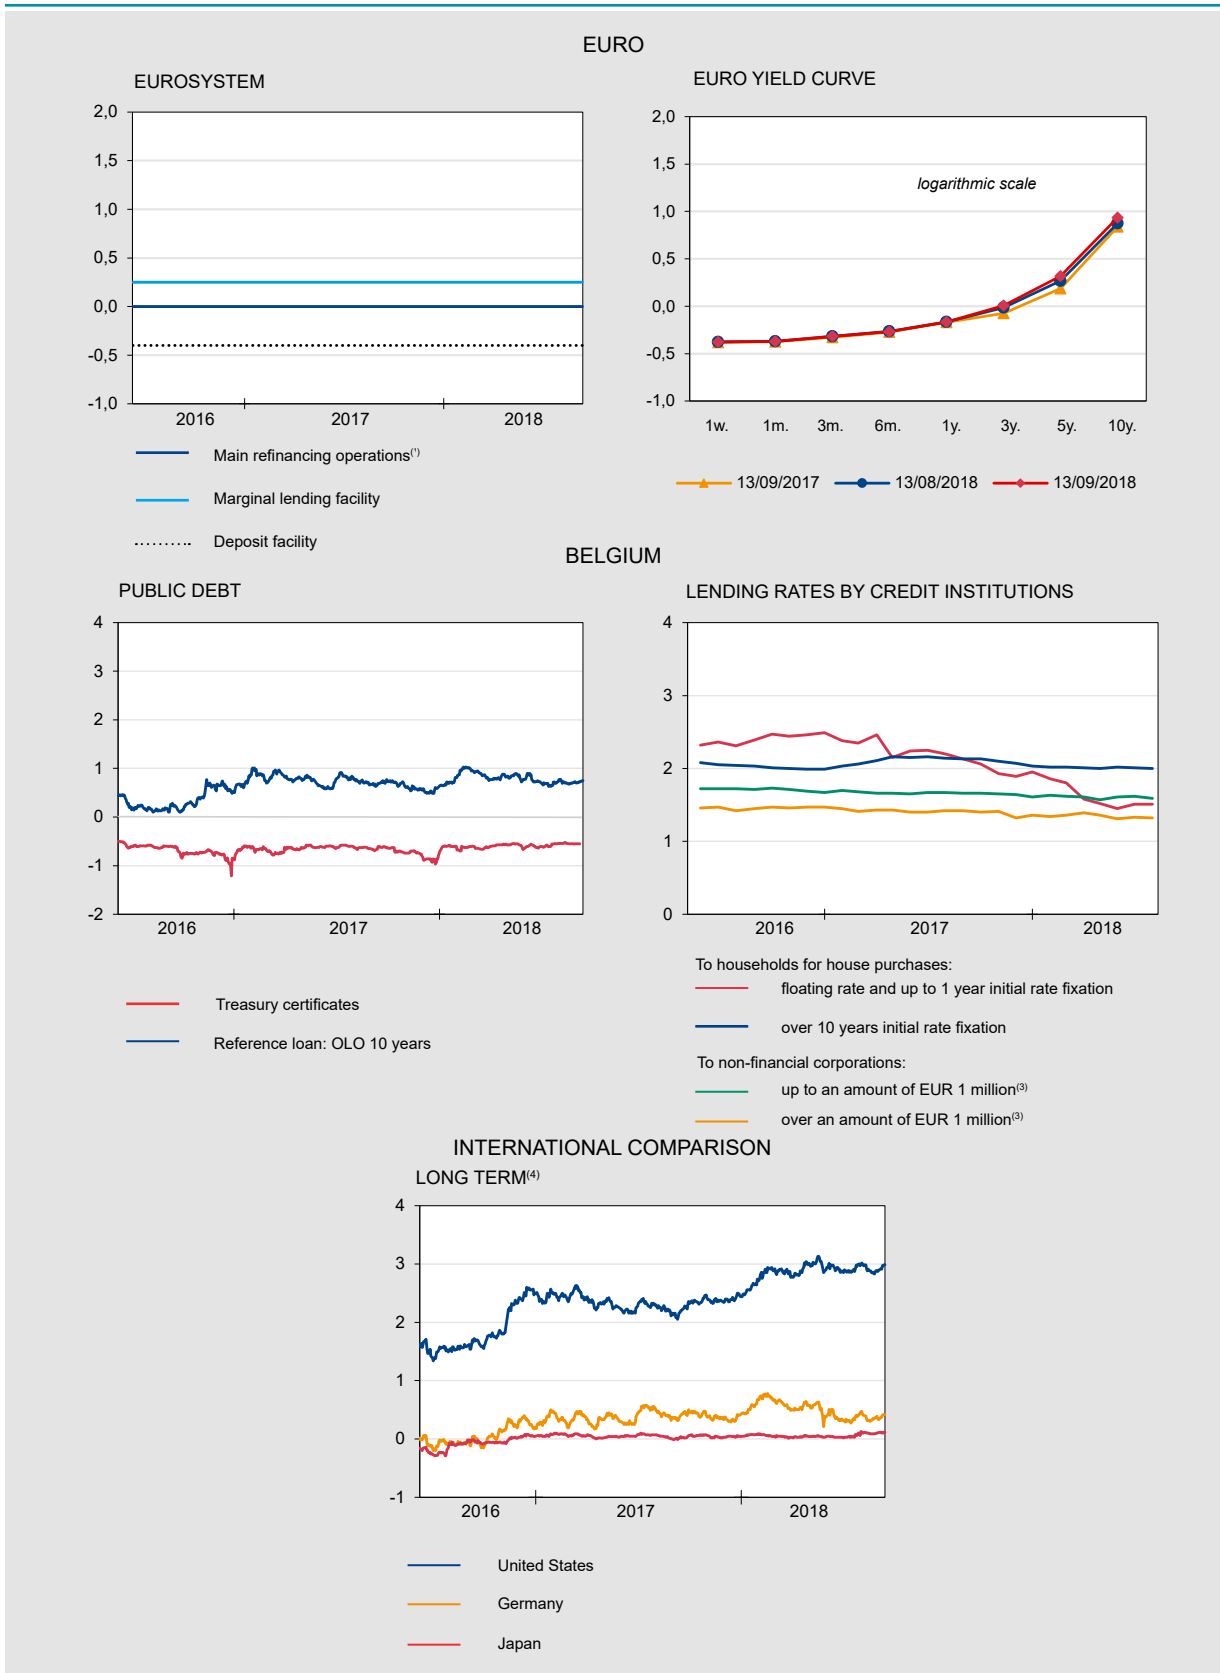 EURO
EUROSYSTEM
2,0
1,5
1,0
0,5
0,0
-0,5
-1,0
2016 2017 2018
Main refinancing operations(¹)
Marginal lending facility
Deposit facility
EURO YIELD CURVE
2,0
1,5
1,0
0,5
0,0
-0,5
-1,0
logarithmic scale
1w. 1m. 3m. 6m. 1y. 3y. 5y. 10y.
13/09/2017 13/08/2018 13/09/2018
BELGIUM
PUBLIC DEBT
4
3
2
1
0
-1
-2
2016 2017 2018
Treasury certificates
Reference loan: OLO 10 years
LENDING RATES BY CREDIT INSTITUTIONS
4
3
2
1
0
2016 2017 2018
To households for house purchases:
floating rate and up to 1 year initial rate fixation
over 10 years initial rate fixation
To non-financial corporations:
up to an amount of EUR 1 million(3)
over an amount of EUR 1 million(3)
INTERNATIONAL COMPARISON
LONG TERM(4)
4
3
2
1
0
-1
2016 2017 2018
United States
Germany
Japan